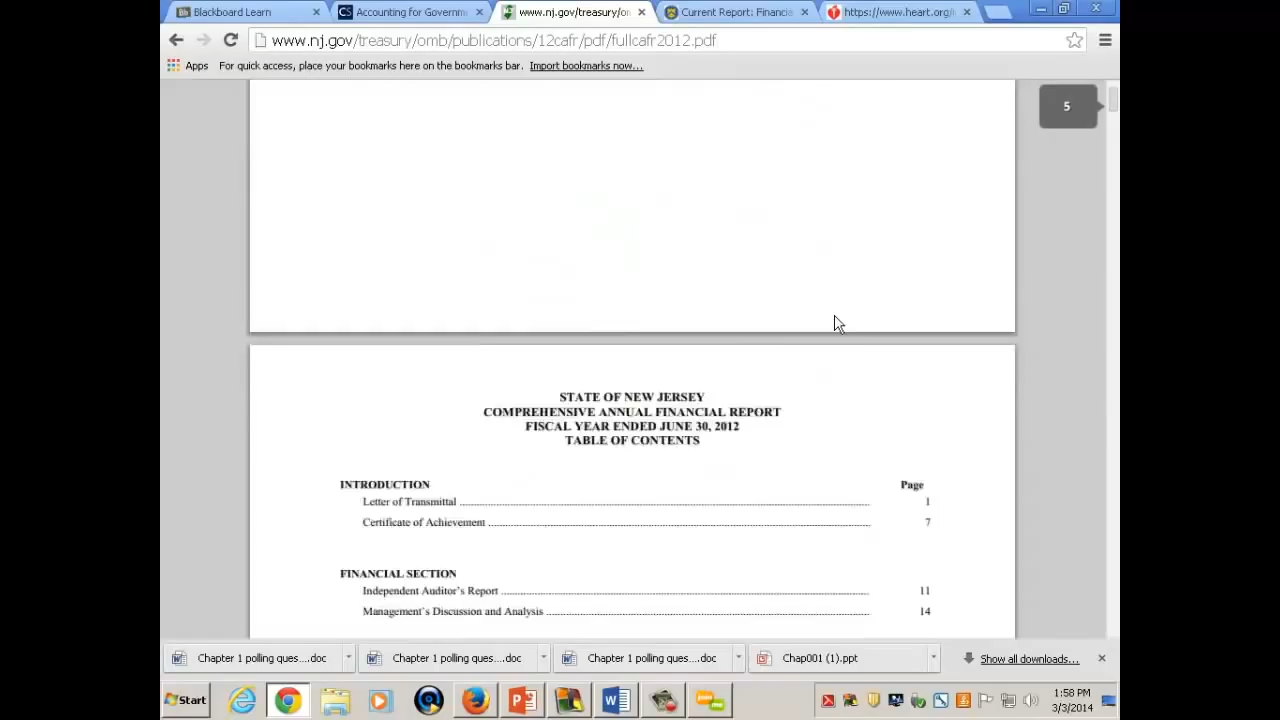 Blackboard Learn
Accounting for Governm
www.nj.gov/treasury/on
Current Report: Financia
https://www.heart.org/
www.nj.gov/treasury/omb/publications/12cafr/pdf/fullcafr2012.pdf
Apps For quick access, place your bookmarks here on the bookmarks bar. Import bookmarks now...
5
STATE OF NEW JERSEY
COMPREHENSIVE ANNUAL FINANCIAL REPORT
FISCAL YEAR ENDED JUNE 30, 2012
TABLE OF CONTENTS
INTRODUCTION Page
Letter of Transmittal 1
Certificate of Achievement 7
FINANCIAL SECTION
Independent Auditor's Report 11
Management's Discussion and Analysis 14
Chapter 1 polling ques....doc
Chapter 1 polling ques....doc
Chapter 1 polling ques....doc
Chap001 (1).ppt
Show all downloads...
Start
1:58 PM
3/3/2014